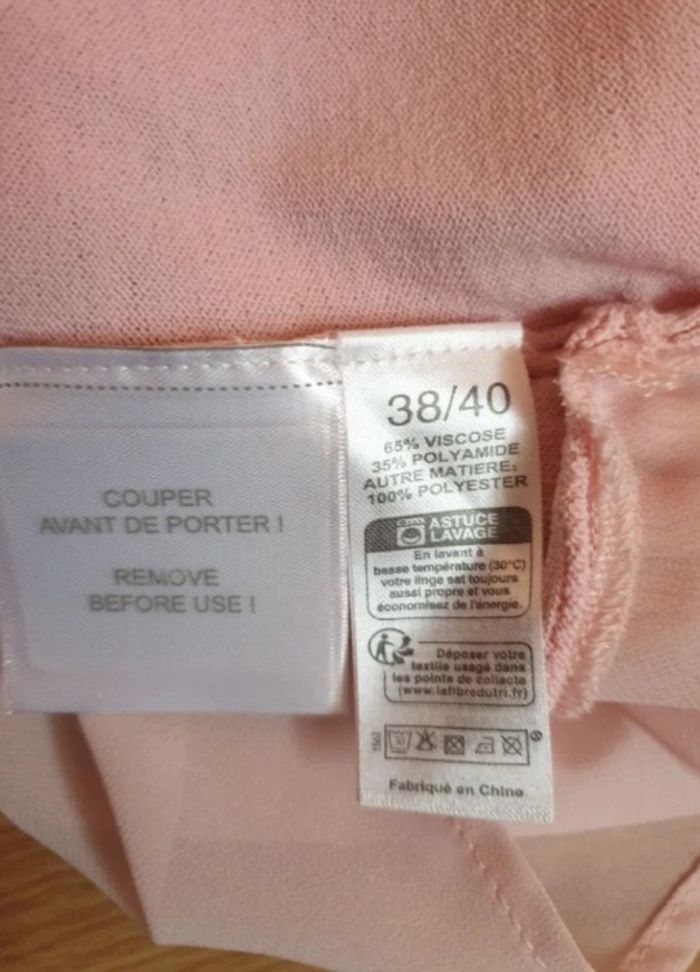 COUPER
AVANT DE PORTER !
REMOVE
BEFORE USE !
38/40
65% VISCOSE
35% POLYAMIDE
AUTRE MATIERE:
100% POLYESTER
ASTUCE
LAVAGE
En lavant à
basse température (30°C)
votre linge est toujours
aussi propre et vous
économisez de l'énergie.
Déposer votre
textile usagé dans
les points de collecte
(www.lafibredutri.fr)
30
Fabriqué en Chine